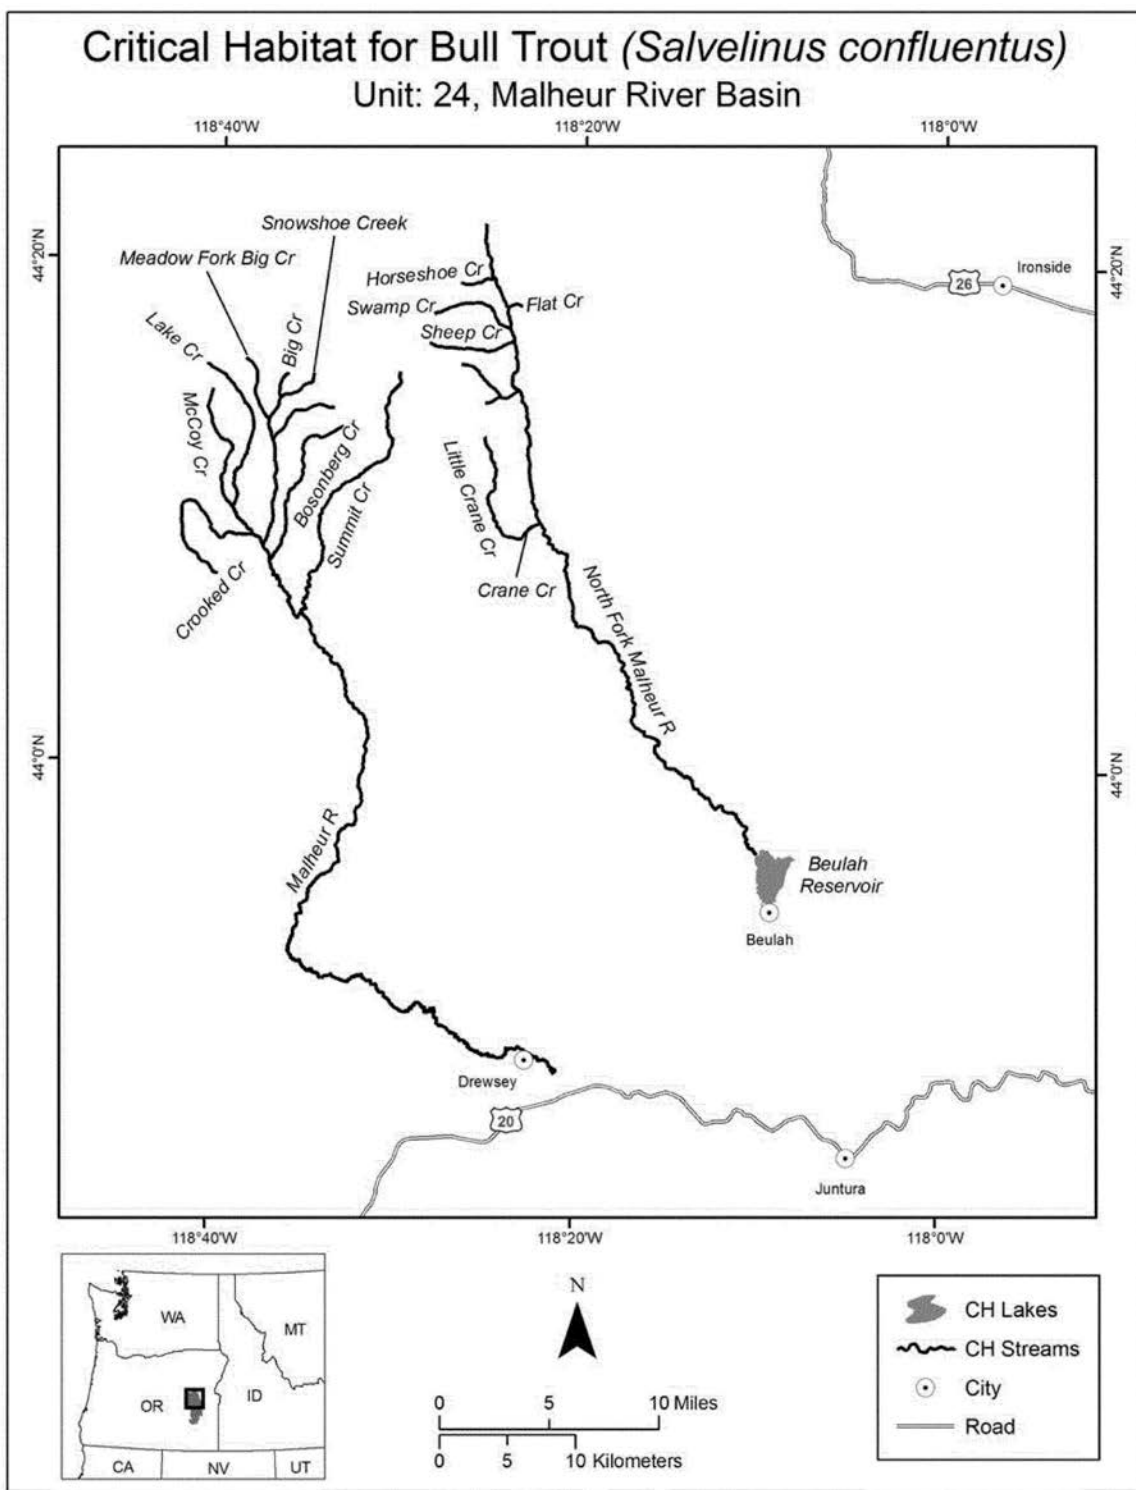 Critical Habitat for Bull Trout (Salvelinus confluentus)
Unit: 24, Malheur River Basin
118°40'W
118°20'W
118°0'W
44°20'N
44°20'N
Snowshoe Creek
Meadow Fork Big Cr
Horseshoe Cr
Swamp Cr
Flat Cr
Sheep Cr
Lake Cr
Big Cr
McCoy Cr
Bosonberg Cr
Summit Cr
Little Crane Cr
Crooked Cr
Crane Cr
North Fork Malheur R
26
Ironside
44°0'N
44°0'N
Malheur R
Beulah
Reservoir
Beulah
Drewsey
20
Juntura
118°40'W
118°20'W
118°0'W
WA
MT
OR
ID
CA
NV
UT
N
0 5 10 Miles
0 5 10 Kilometers
CH Lakes
CH Streams
City
Road